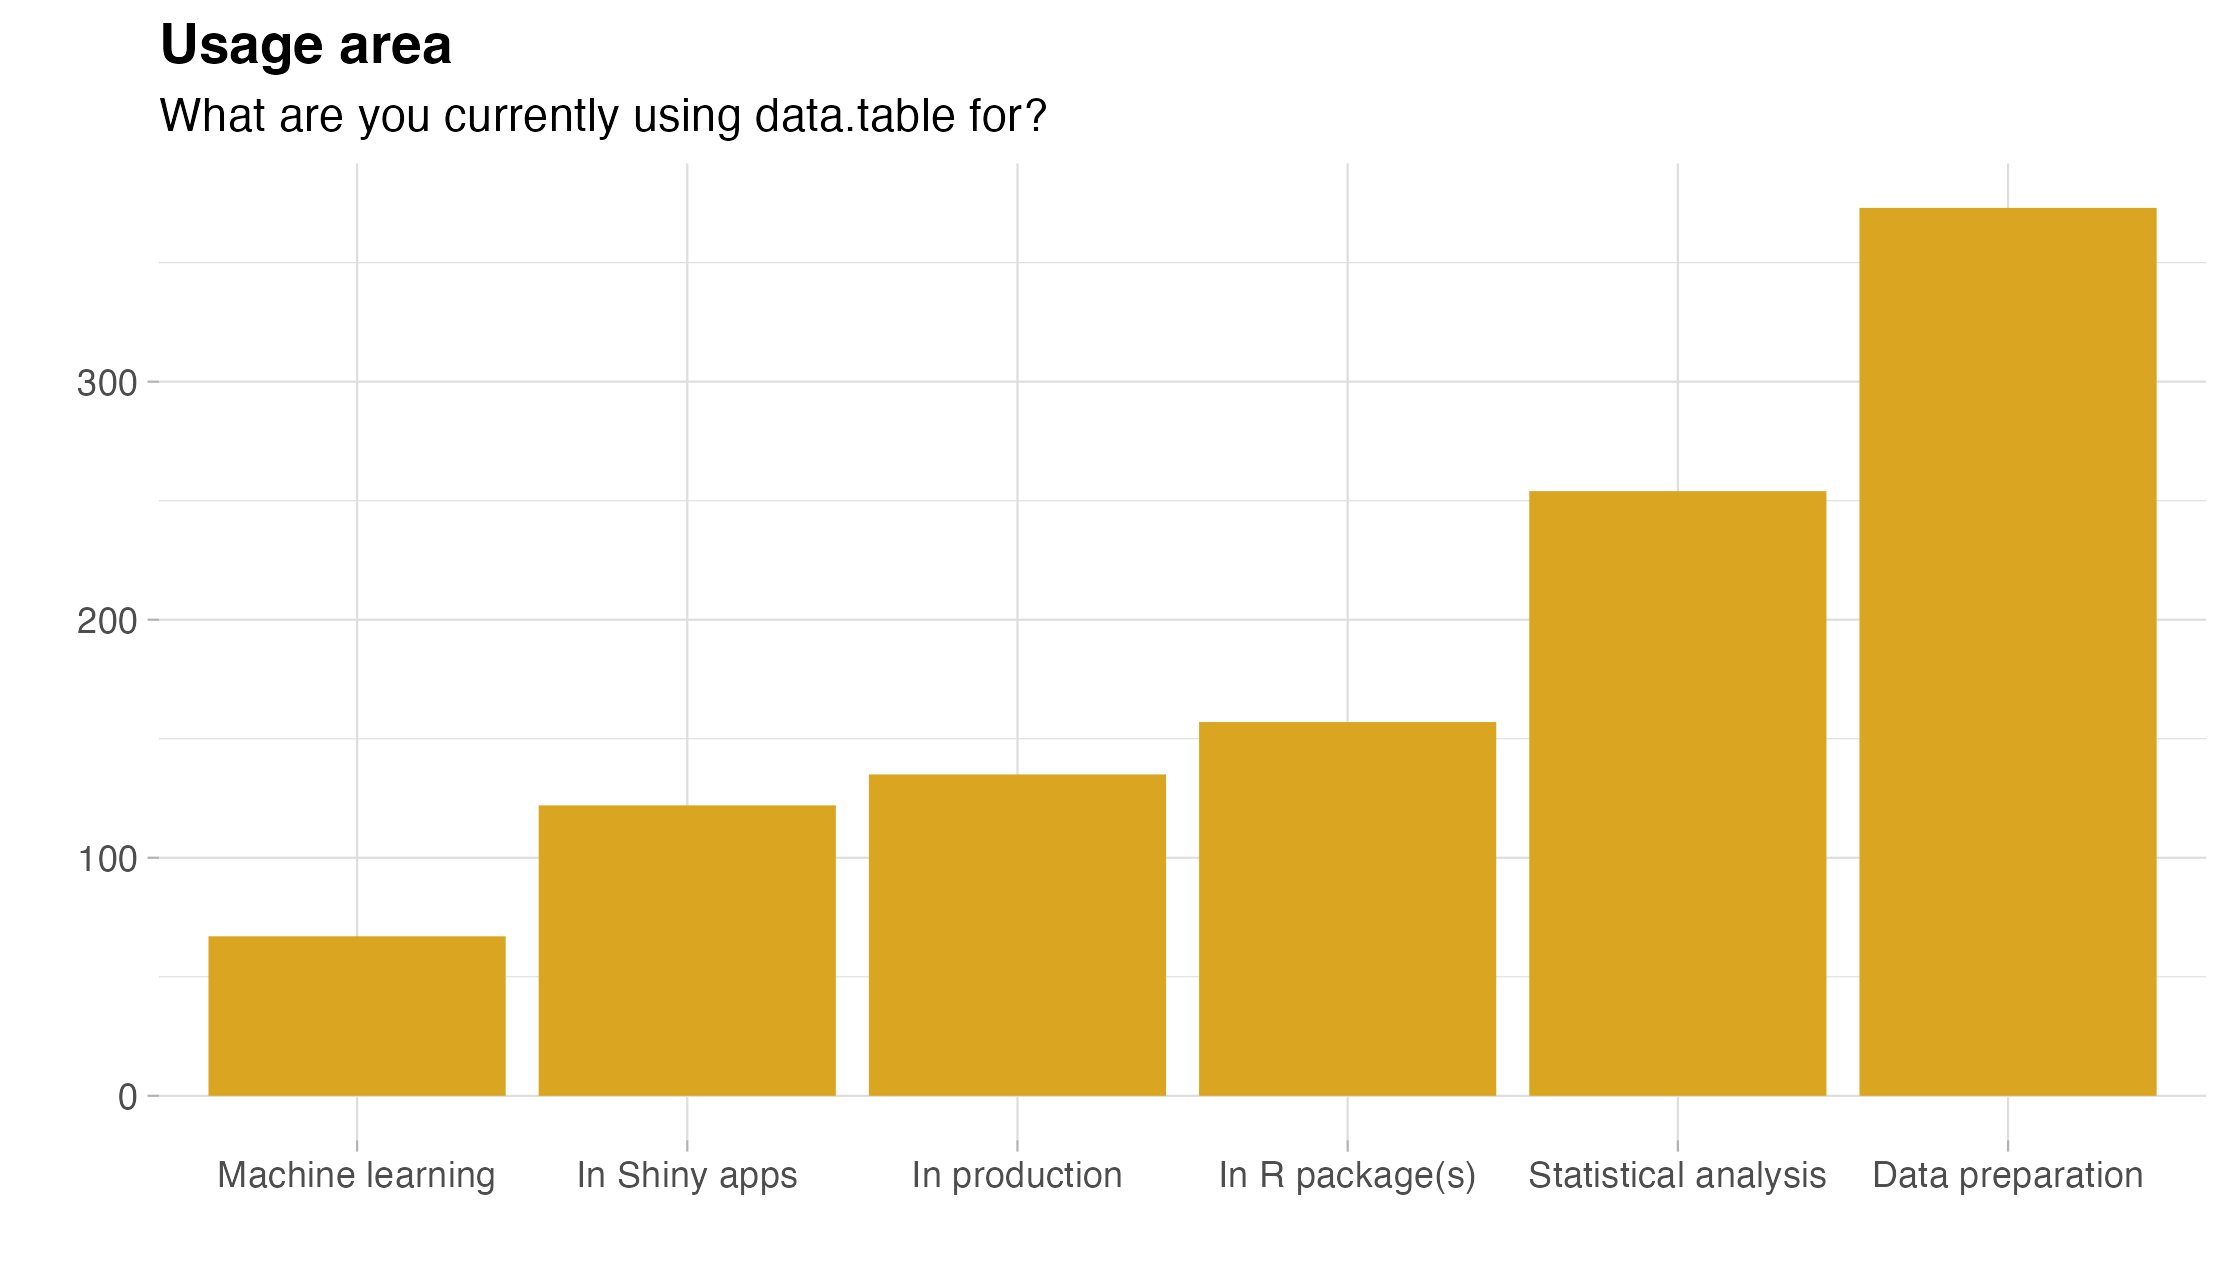 Usage area
What are you currently using data.table for?
300
200
100
0
Machine learning In Shiny apps In production In R package(s) Statistical analysis Data preparation